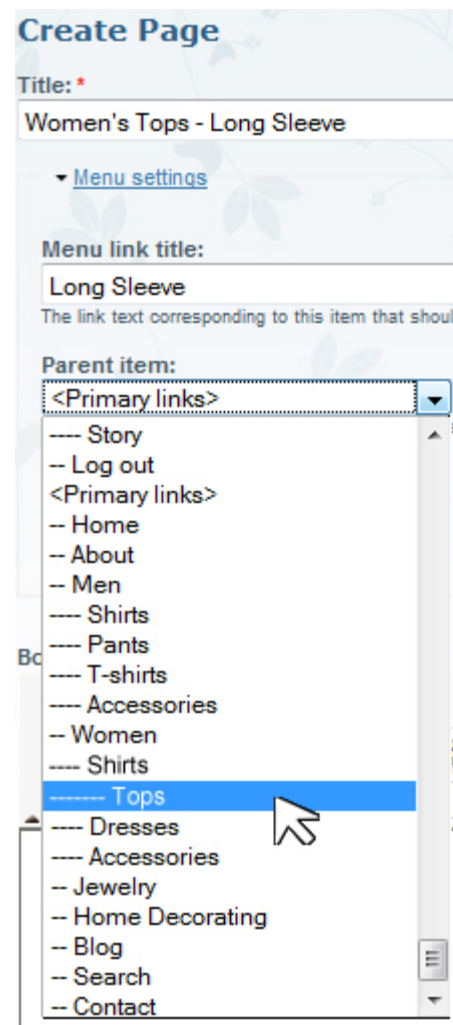 Create Page
Title: *
Women's Tops - Long Sleeve
Menu settings
Menu link title:
Long Sleeve
The link text corresponding to this item that shoul
Parent item:
<Primary links>
---- Story
-- Log out
<Primary links>
-- Home
-- About
-- Men
---- Shirts
---- Pants
---- T-shirts
---- Accessories
-- Women
---- Shirts
------- Tops
---- Dresses
---- Accessories
-- Jewelry
-- Home Decorating
-- Blog
-- Search
-- Contact
Bo